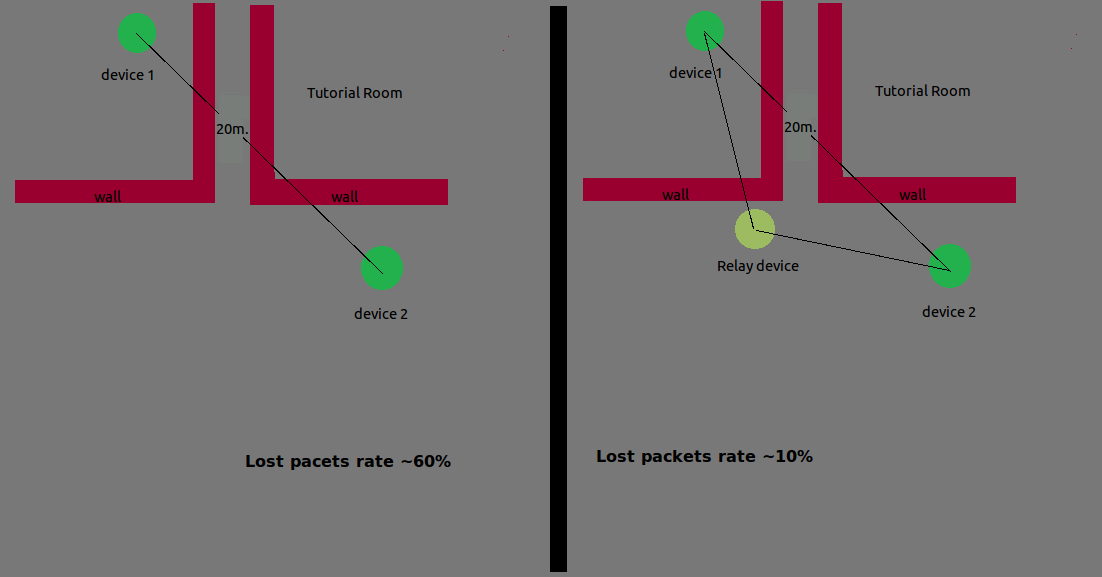 device 1
Tutorial Room
20m.
wall
wall
device 2
Lost pacets rate ~60%
device 1
Tutorial Room
20m.
wall
wall
Relay device
device 2
Lost packets rate ~10%